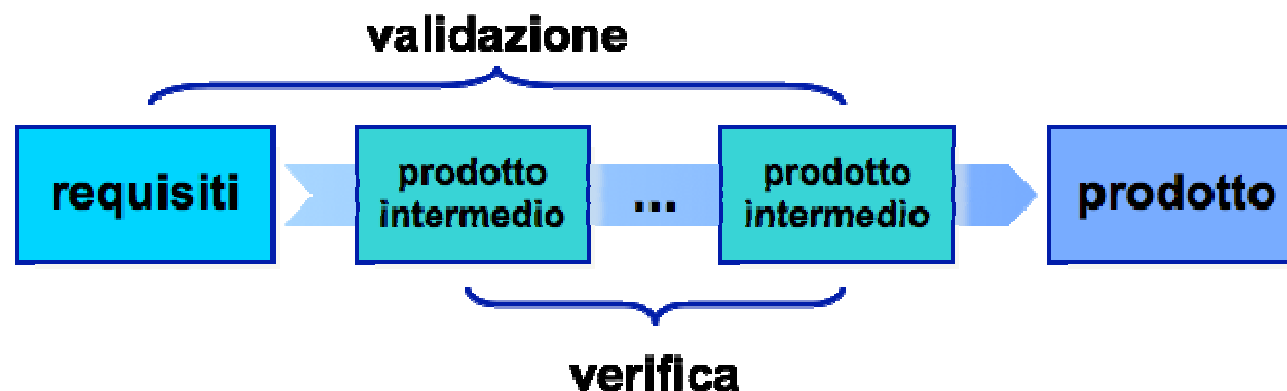 validazione
requisiti
prodotto
intermedio
...
prodotto
intermedio
prodotto
verifica